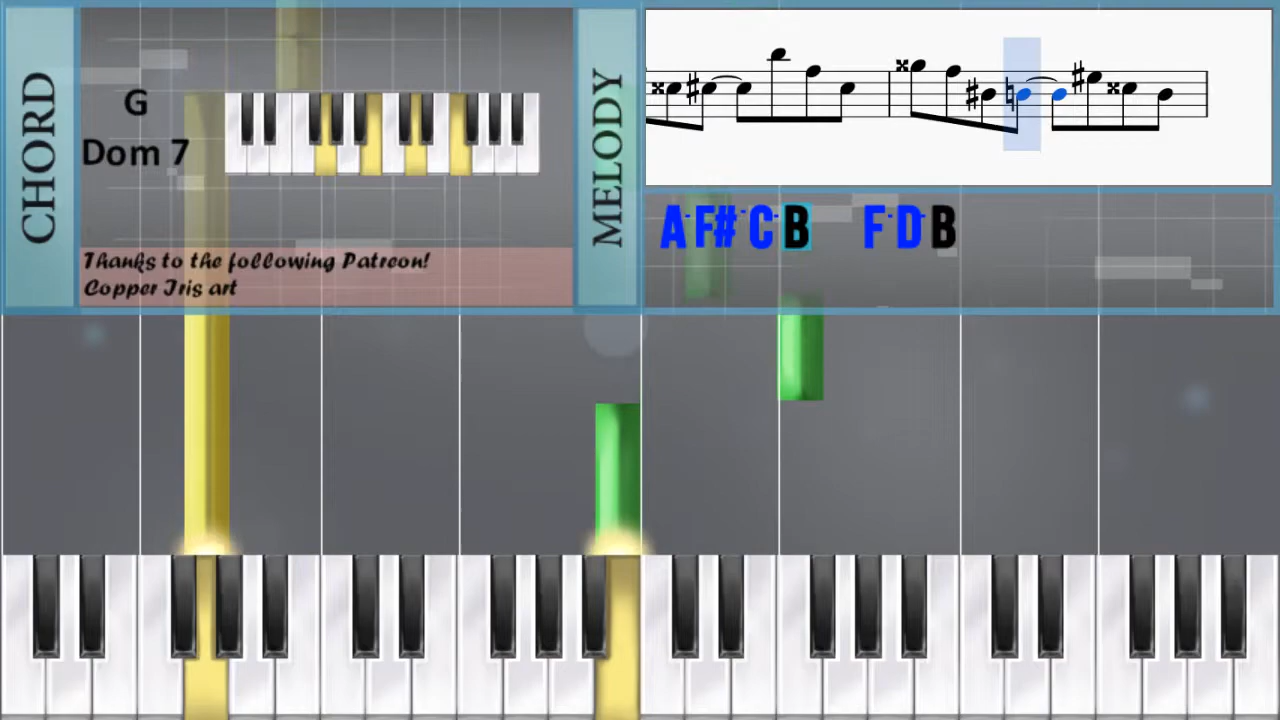 CHORD
G
Dom 7
Thanks to the following Patreon!
Copper Iris art
MELODY
A F# C B F D B